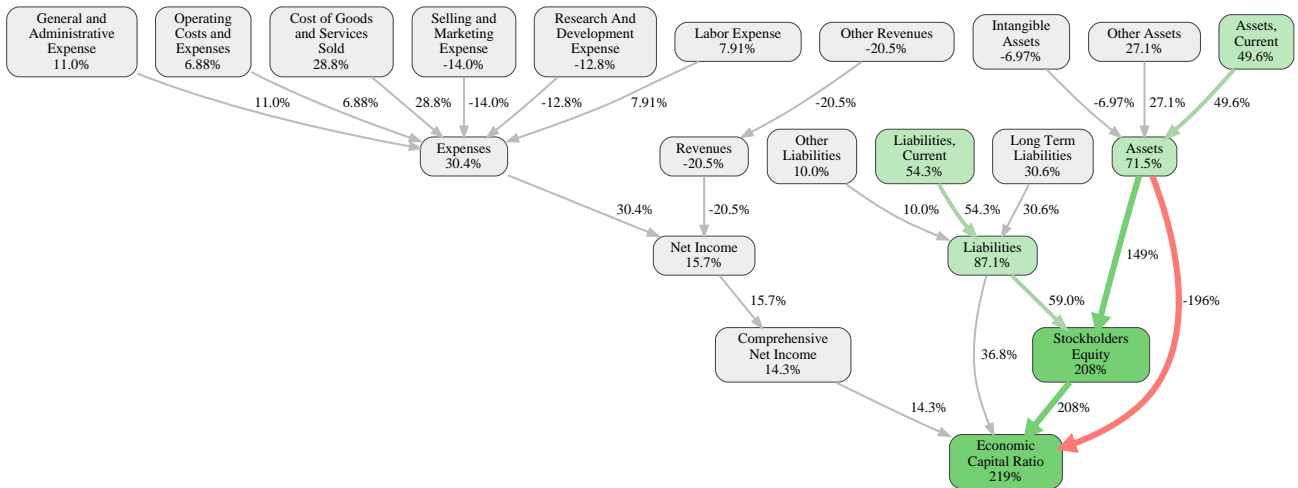 General and
Administrative
Expense
11.0%
Operating
Costs and
Expenses
6.88%
Cost of Goods
and Services
Sold
28.8%
Selling and
Marketing
Expense
-14.0%
Research And
Development
Expense
-12.8%
Labor Expense
7.91%
Other Revenues
-20.5%
Intangible
Assets
-6.97%
Other Assets
27.1%
Assets,
Current
49.6%
11.0%
6.88%
28.8%
-14.0%
-12.8%
7.91%
-20.5%
-6.97%
27.1%
49.6%
Expenses
30.4%
Revenues
-20.5%
Other
Liabilities
10.0%
Liabilities,
Current
54.3%
Long Term
Liabilities
30.6%
Assets
71.5%
30.4%
-20.5%
10.0%
54.3%
30.6%
Net Income
15.7%
Liabilities
87.1%
149%
15.7%
59.0%
-196%
Comprehensive
Net Income
14.3%
36.8%
Stockholders
Equity
208%
14.3%
208%
Economic
Capital Ratio
219%